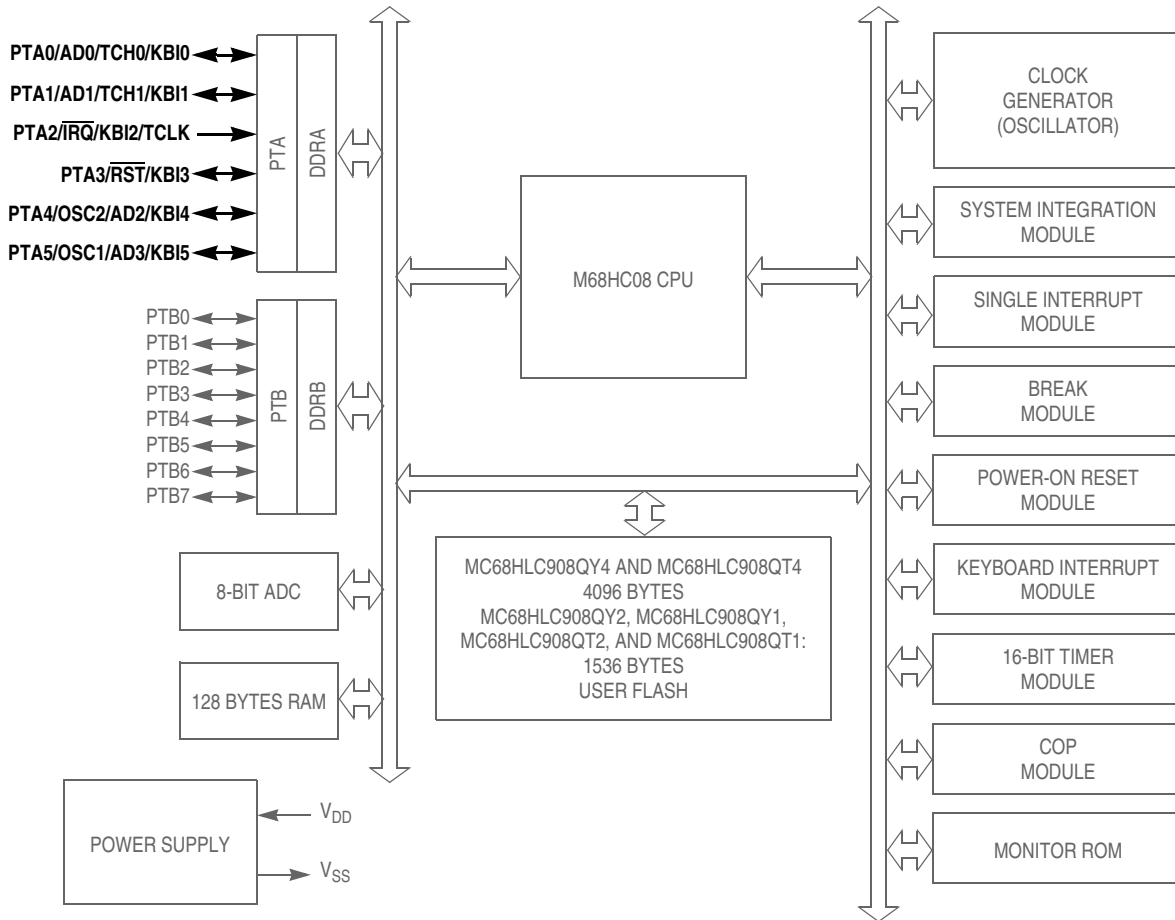 PTA0/AD0/TCH0/KBI0
PTA1/AD1/TCH1/KBI1
PTA2/IRQ/KBI2/TCLK
PTA3/RST/KBI3
PTA4/OSC2/AD2/KBI4
PTA5/OSC1/AD3/KBI5
PTA
DDRA
PTB0
PTB1
PTB2
PTB3
PTB4
PTB5
PTB6
PTB7
PTB
DDRB
8-BIT ADC
128 BYTES RAM
POWER SUPPLY
VDD
VSS
M68HC08 CPU
MC68HLC908QY4 AND MC68HLC908QT4
4096 BYTES
MC68HLC908QY2, MC68HLC908QY1,
MC68HLC908QT2, AND MC68HLC908QT1:
1536 BYTES
USER FLASH
CLOCK
GENERATOR
(OSCILLATOR)
SYSTEM INTEGRATION
MODULE
SINGLE INTERRUPT
MODULE
BREAK
MODULE
POWER-ON RESET
MODULE
KEYBOARD INTERRUPT
MODULE
16-BIT TIMER
MODULE
COP
MODULE
MONITOR ROM